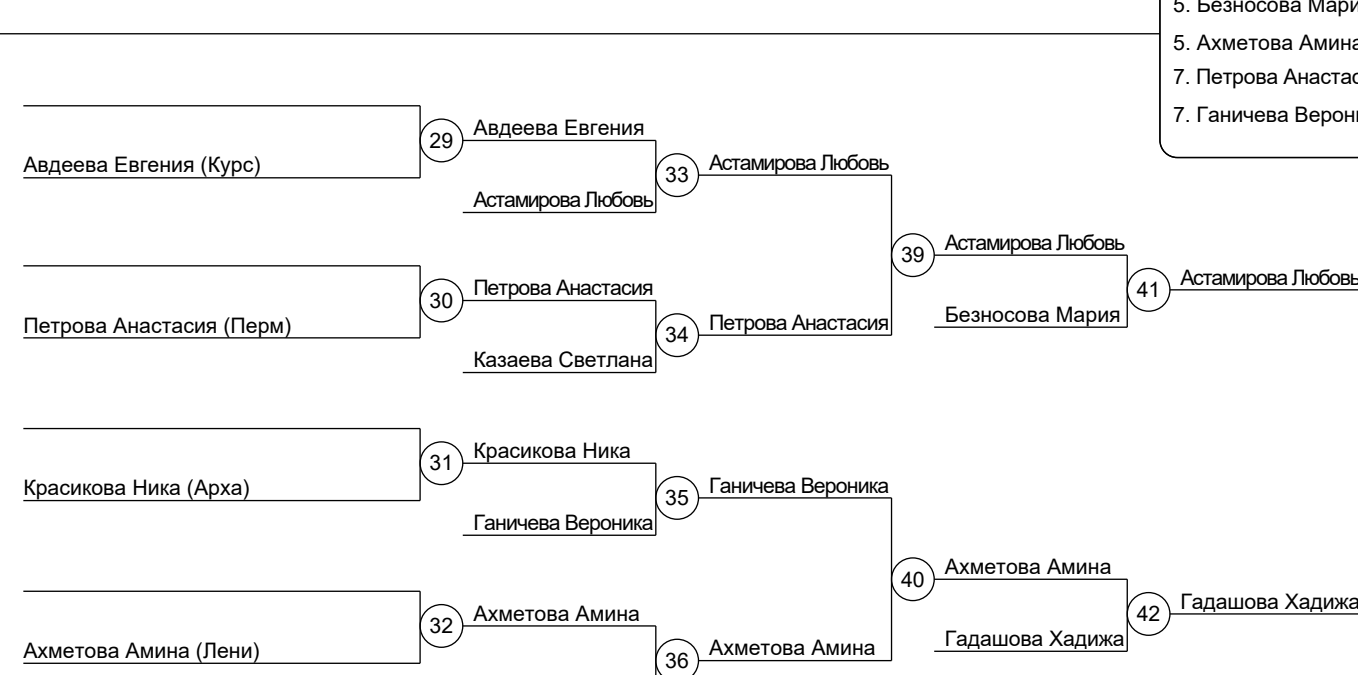 5. Безносова
5. Ахметова Амина
7. Петрова
7. Ганичева
29 Авдеева Евгения
Авдеева Евгения (Курс)
33 Астамирова Любовь
Астамирова Любовь
39 Астамирова Любовь
Петрова Анастасия
30
Петрова Анастасия (Перм)
34 Петрова Анастасия
Казаева Светлана
Безносова Мария
41 Астамирова Любовь
31 Красикова Ника
Красикова Ника (Арха)
35 Ганичева Вероника
Ганичева Вероника
40 Ахметова Амина
32 Ахметова Амина
Ахметова Амина (Лени)
36 Ахметова Амина
Гадашова Хадижа
42 Гадашова Хадижа